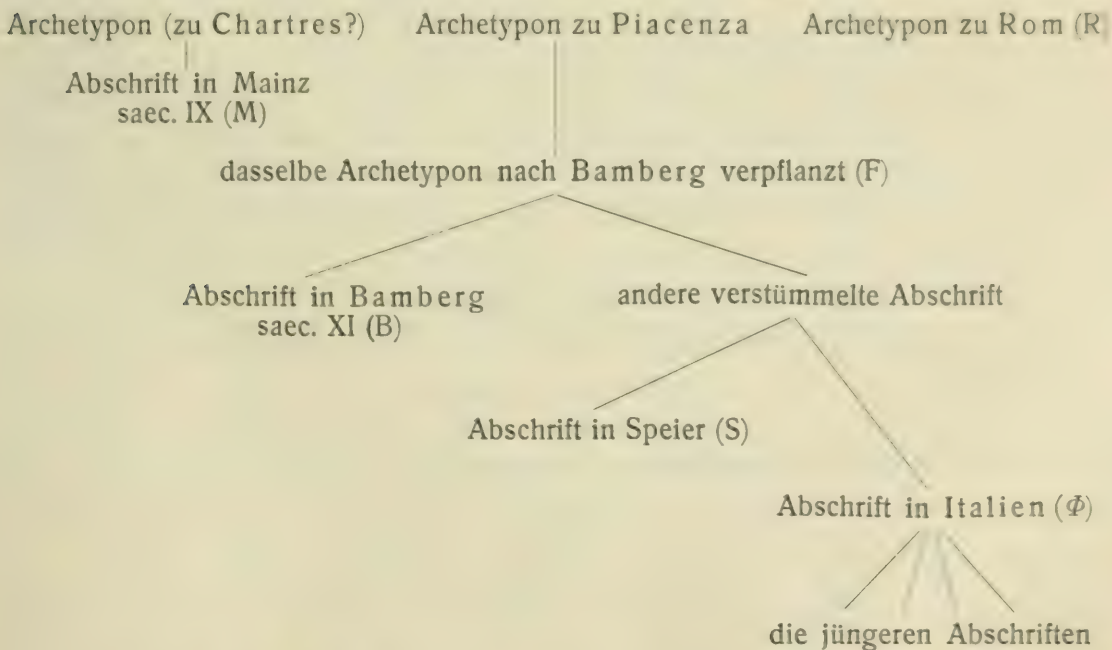 Archetypon (zu Chartres?) Archetypon zu Piacenza Archetypon zu Rom (R
Abschrift in Mainz
saec. IX (M)
dasselbe Archetypon nach Bamberg verpflanzt (F)
Abschrift in Bamberg andere verstümmelte Abschrift
saec. XI (B)
Abschrift in Speier (S)
Abschrift in Italien (Φ)
die jüngeren Abschriften